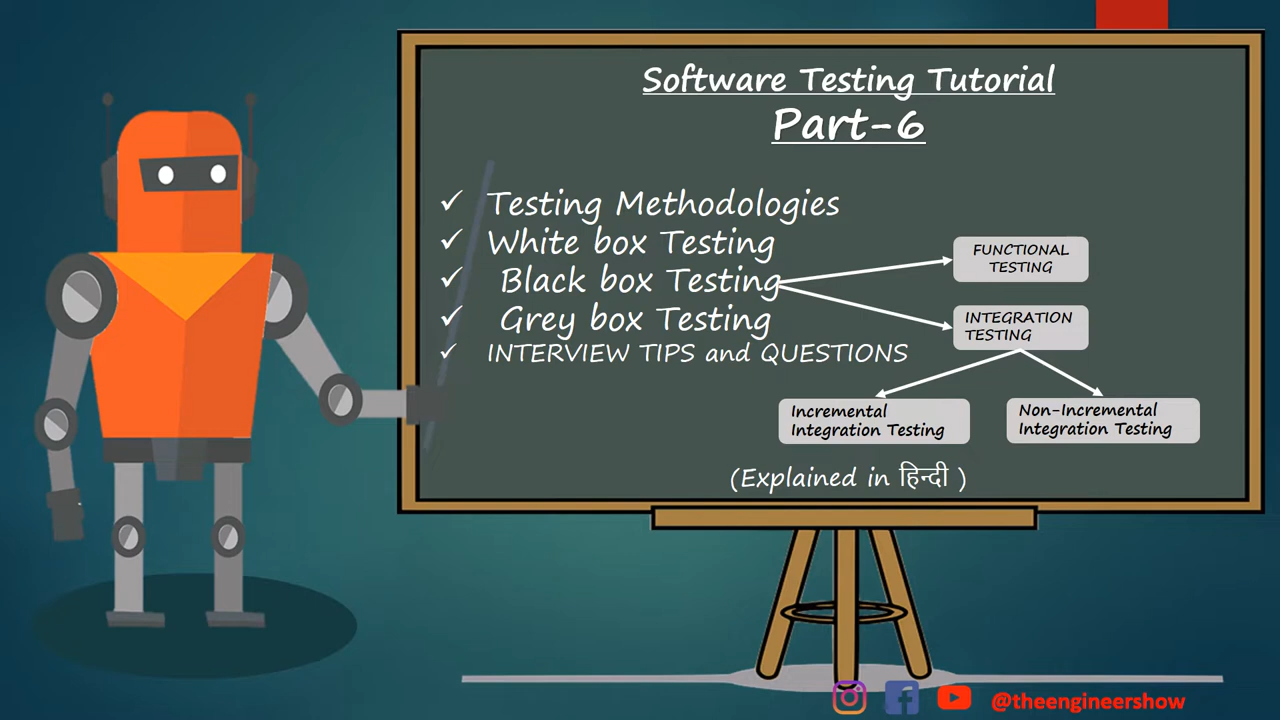 Software Testing Tutorial
Part-6
✓ Testing Methodologies
✓ White box Testing
✓ Black box Testing
✓ Grey box Testing
✓ INTERVIEW TIPS and QUESTIONS
FUNCTIONAL
TESTING
INTEGRATION
TESTING
Incremental
Integration Testing
Non-Incremental
Integration Testing
(Explained in हिन्दी )
@theengineershow